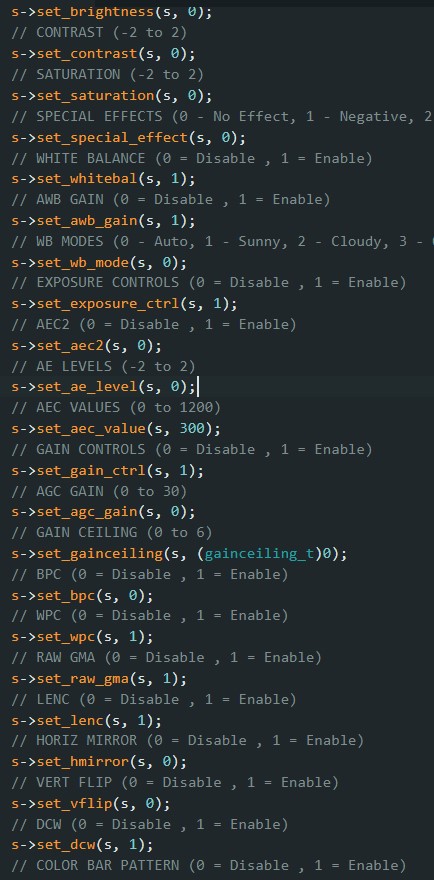 s->set_brightness(s, 0);
// CONTRAST (-2 to 2)
s->set_contrast(s, 0);
// SATURATION (-2 to 2)
s->set_saturation(s, 0);
// SPECIAL EFFECTS (0 - No Effect, 1 - Negative, 2
s->set_special_effect(s, 0);
// WHITE BALANCE (0 = Disable , 1 = Enable)
s->set_whitebal(s, 1);
// AWB GAIN (0 = Disable , 1 = Enable)
s->set_awb_gain(s, 1);
// WB MODES (0 - Auto, 1 - Sunny, 2 - Cloudy, 3 -
s->set_wb_mode(s, 0);
// EXPOSURE CONTROLS (0 = Disable , 1 = Enable)
s->set_exposure_ctrl(s, 1);
// AEC2 (0 = Disable , 1 = Enable)
s->set_aec2(s, 0);
// AE LEVELS (-2 to 2)
s->set_ae_level(s, 0);
// AEC VALUES (0 to 1200)
s->set_aec_value(s, 300);
// GAIN CONTROLS (0 = Disable , 1 = Enable)
s->set_gain_ctrl(s, 1);
// AGC GAIN (0 to 30)
s->set_agc_gain(s, 0);
// GAIN CEILING (0 to 6)
s->set_gainceiling(s, (gainceiling_t)0);
// BPC (0 = Disable , 1 = Enable)
s->set_bpc(s, 0);
// WPC (0 = Disable , 1 = Enable)
s->set_wpc(s, 1);
// RAW GMA (0 = Disable , 1 = Enable)
s->set_raw_gma(s, 1);
// LENC (0 = Disable , 1 = Enable)
s->set_lenc(s, 1);
// HORIZ MIRROR (0 = Disable , 1 = Enable)
s->set_hmirror(s, 0);
// VERT FLIP (0 = Disable , 1 = Enable)
s->set_vflip(s, 0);
// DCW (0 = Disable , 1 = Enable)
s->set_dcw(s, 1);
// COLOR BAR PATTERN (0 = Disable , 1 = Enable)